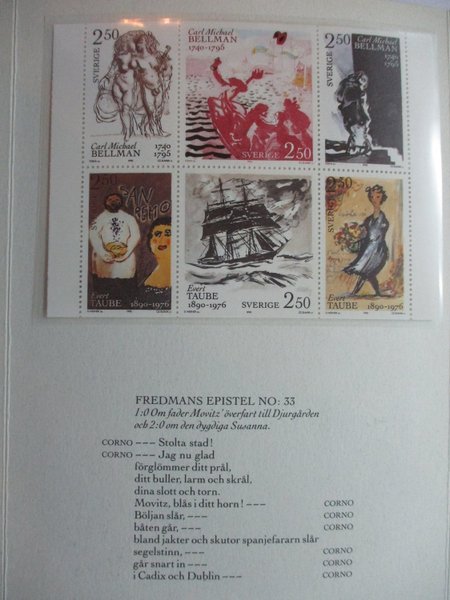 2.50
SVERIGE
Carl Michael
BELLMAN
1740
1795
Carl Michael
BELLMAN
1740-1795
SVERIGE 2.50
2.50
SVERIGE
Carl Michael
BELLMAN
1740
1795
2.50
SVERIGE
SAN
REMO
Evert
TAUBE
1890-1976
Evert
TAUBE
1890-1976
SVERIGE 2.50
2.50
SVERIGE
Evert
TAUBE
1890-1976
FREDMANS EPISTEL NO: 33
1:0 Om fader Movitz' överfart till Djurgården
och 2:0 om den dygdiga Susanna.
CORNO --- Stolta stad!
CORNO --- Jag nu glad
förglömmer ditt prål,
ditt buller, larm och skrål,
dina slott och torn.
Movitz, blås i ditt horn! --- CORNO
Böljan slår, --- CORNO
båten går, --- CORNO
bland jakter och skutor spanjefararn slår
segelstinn, --- CORNO
går snart in --- CORNO
i Cadix och Dublin --- CORNO